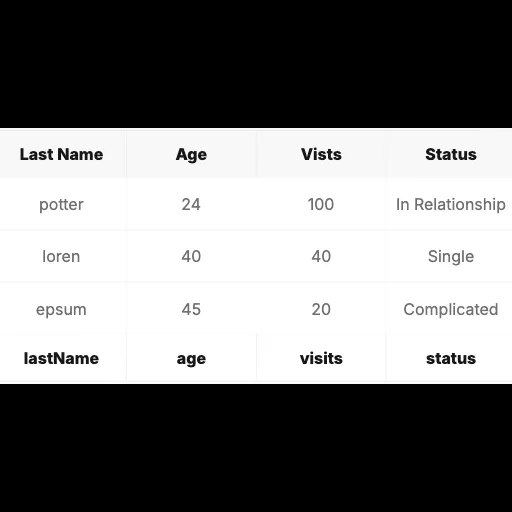 Last Name Age Vists Status
potter 24 100 In Relationship
loren 40 40 Single
epsum 45 20 Complicated
lastName age visits status